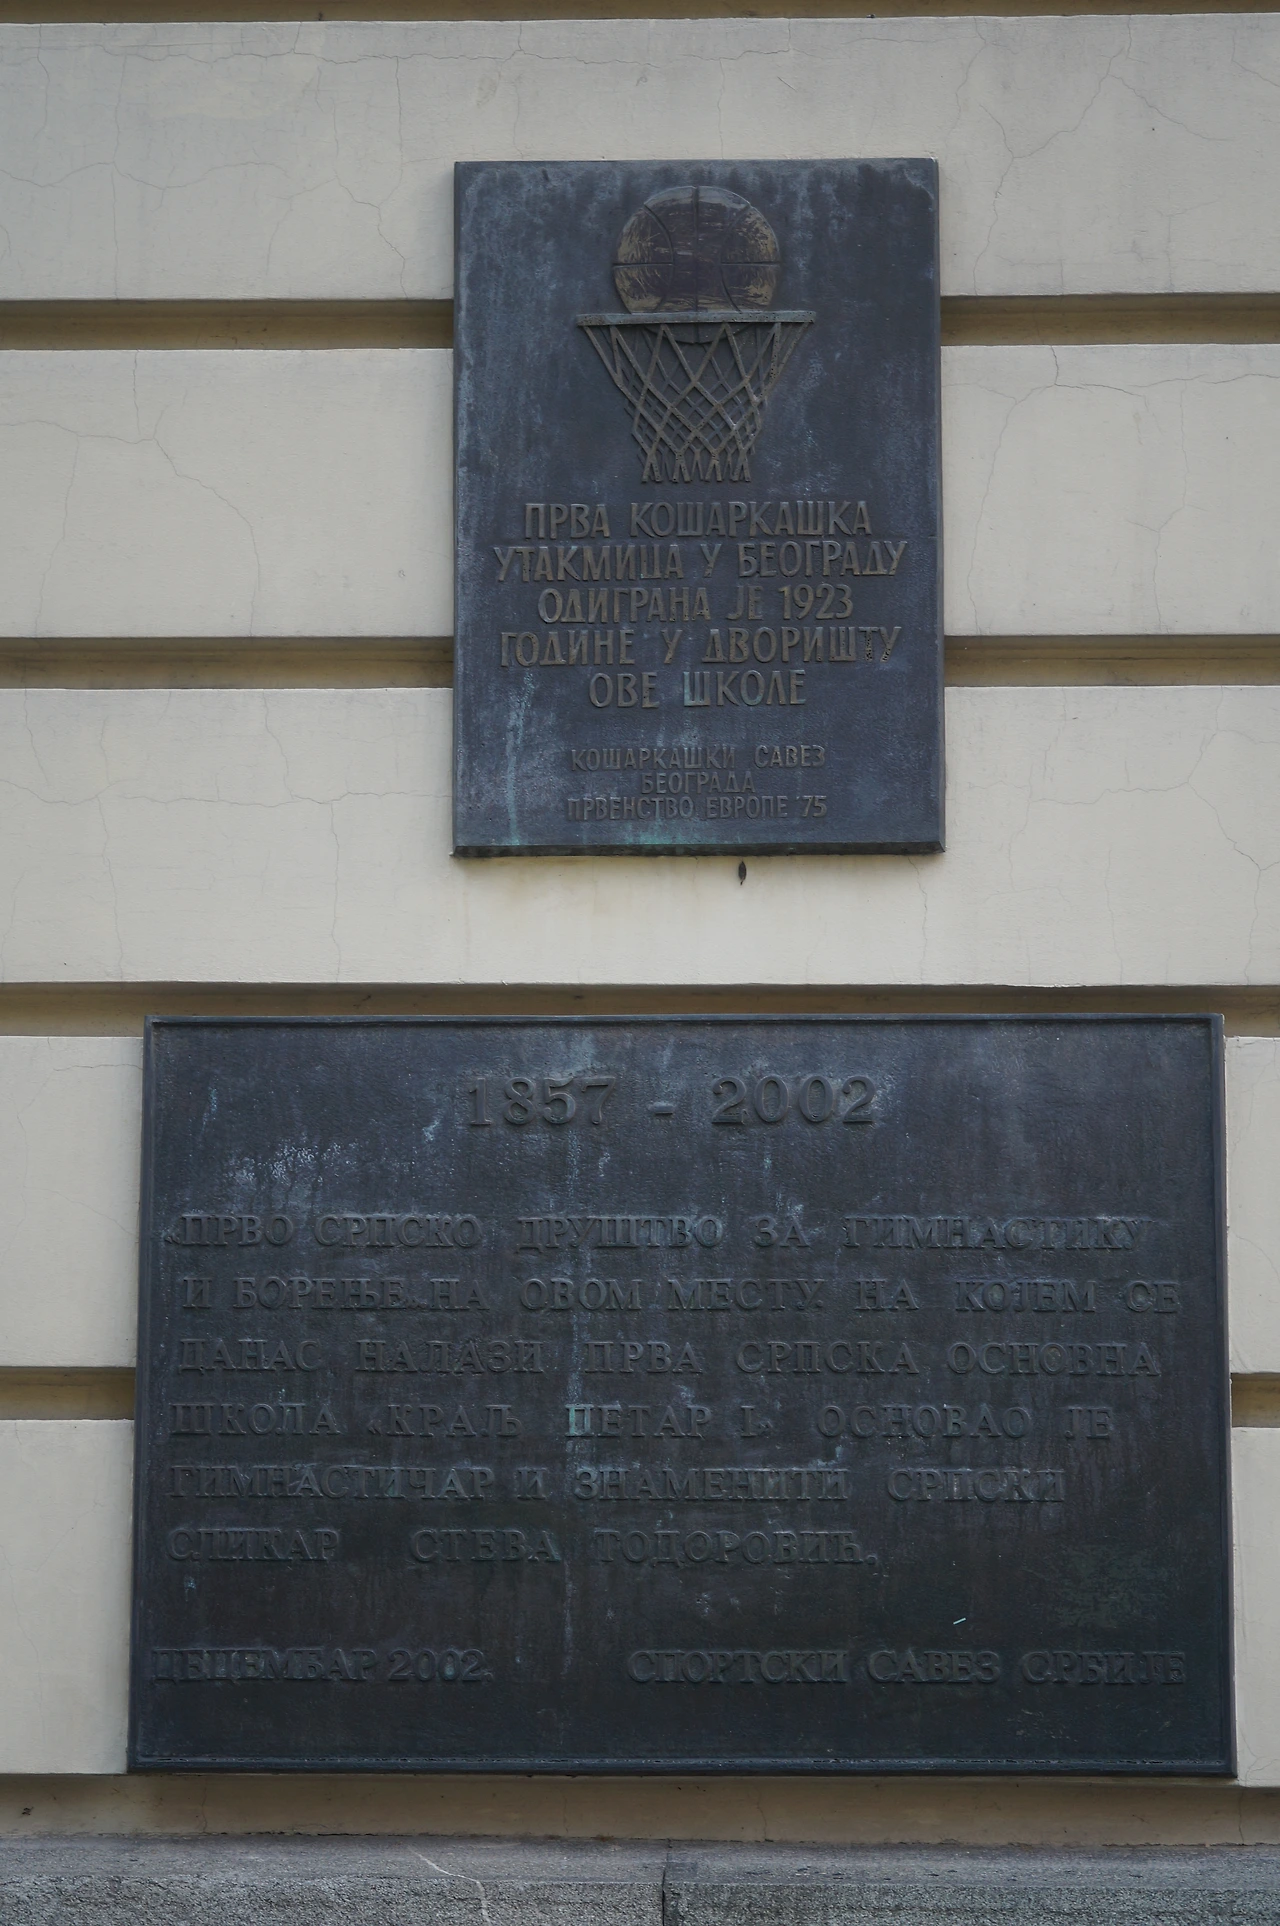 ПРВА КОШАРКАШКА
УТАКМИЦА У БЕОГРАДУ
ОДИГРАНА ЈЕ 1923
ГОДИНЕ У ДВОРИШТУ
ОВЕ ШКОЛЕ
КОШАРКАШКИ САВЕЗ
БЕОГРАДА
ПРВЕНСТВО ЕВРОПЕ '75
1857 - 2002
ПРВО СРПСКО ДРУШТВО ЗА ГИМНАСТИКУ
И БОРЕЊЕ НА ОВОМ МЕСТУ НА КОЈЕМ СЕ
ДАНАС НАЛАЗИ ПРВА СРПСКА ОСНОВНА
ШКОЛА „КРАЉ ПЕТАР I“ ОСНОВАО ЈЕ
ГИМНАСТИЧАР И ЗНАМЕНИТИ СРПСКИ
СЛИКАР СТЕВА ТОДОРОВИЋ.
ДЕЦЕМБАР 2002. СПОРТСКИ САВЕЗ СРБИЈЕ